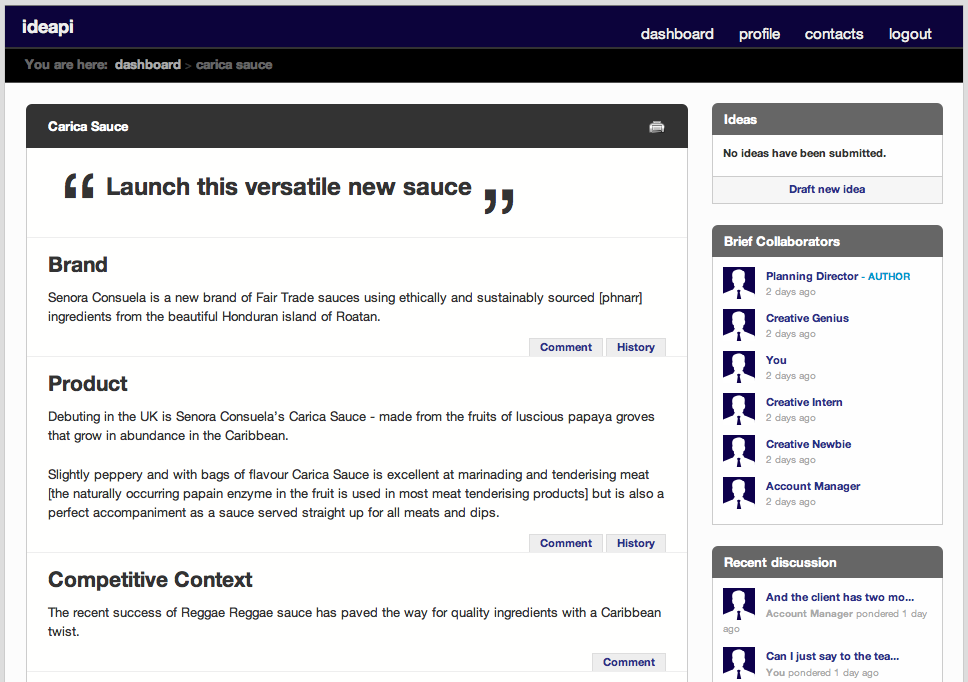 ideapi
dashboard profile contacts logout
You are here: dashboard > carica sauce
Carica Sauce
“ Launch this versatile new sauce ”
Brand
Senora Consuela is a new brand of Fair Trade sauces using ethically and sustainably sourced [phnarr]
ingredients from the beautiful Honduran island of Roatan.
Comment History
Product
Debuting in the UK is Senora Consuela's Carica Sauce - made from the fruits of luscious papaya groves
that grow in abundance in the Caribbean.
Slightly peppery and with bags of flavour Carica Sauce is excellent at marinading and tenderising meat
[the naturally occurring papain enzyme in the fruit is used in most meat tenderising products] but is also a
perfect accompaniment as a sauce served straight up for all meats and dips.
Comment History
Competitive Context
The recent success of Reggae Reggae sauce has paved the way for quality ingredients with a Caribbean
twist.
Comment
Ideas
No ideas have been submitted.
Draft new idea
Brief Collaborators
Planning Director - AUTHOR
2 days ago
Creative Genius
2 days ago
You
2 days ago
Creative Intern
2 days ago
Creative Newbie
2 days ago
Account Manager
2 days ago
Recent discussion
And the client has two mo...
Account Manager pondered 1 day
ago
Can I just say to the tea...
You pondered 1 day ago